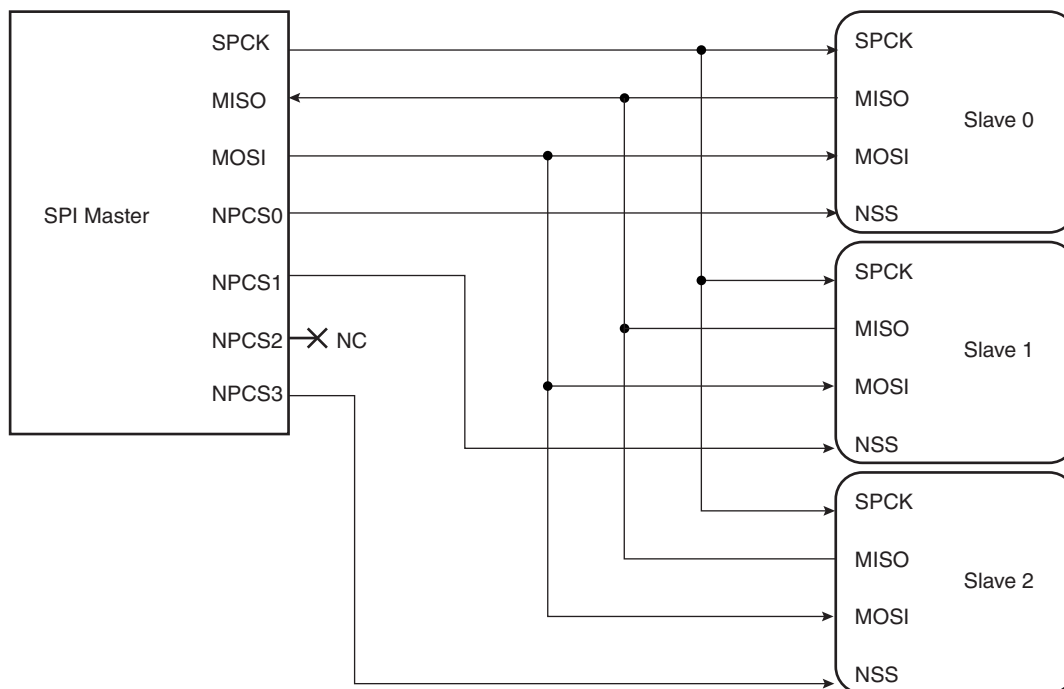 SPI Master
SPCK
MISO
MOSI
NPCS0
NPCS1
NPCS2
NC
NPCS3
SPCK
MISO
Slave 0
MOSI
NSS
SPCK
MISO
Slave 1
MOSI
NSS
SPCK
MISO
Slave 2
MOSI
NSS